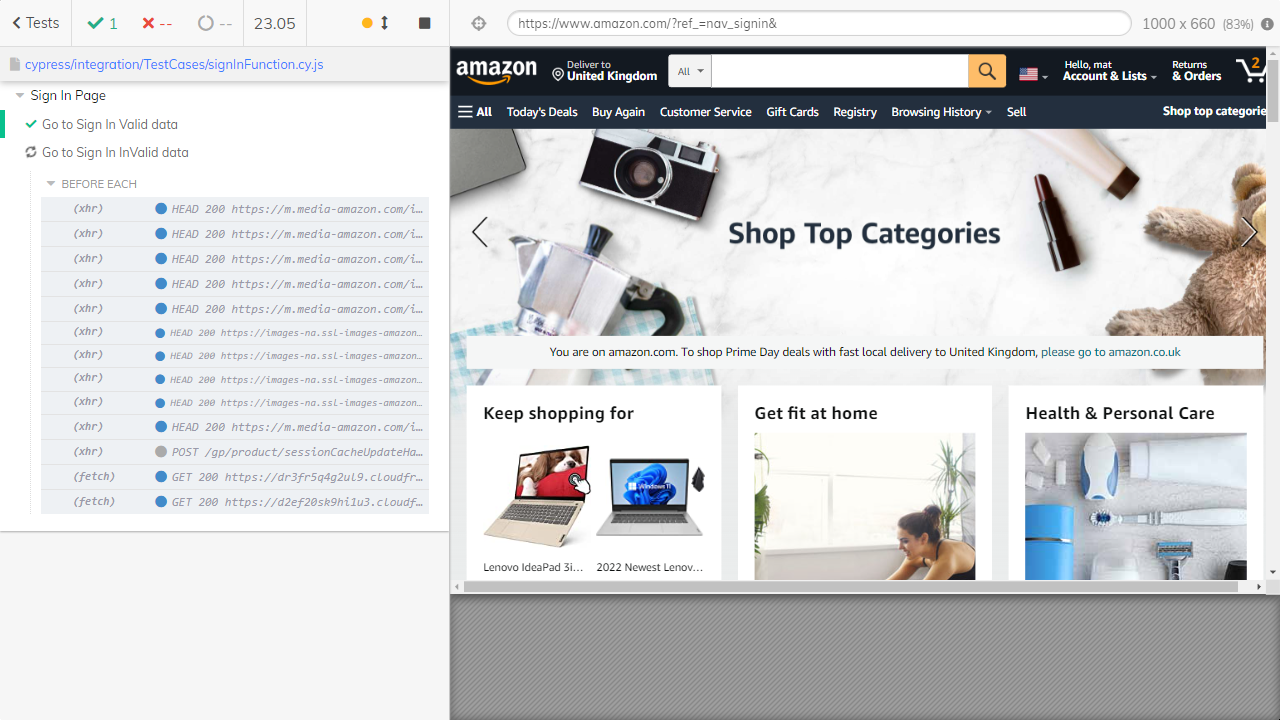 Tests
1
--
--
23.05
https://www.amazon.com/?ref_=nav_signin&
1000 x 660 (83%)
cypress/integration/TestCases/signInFunction.cy.js
Sign In Page
Go to Sign In Valid data
Go to Sign In InValid data
BEFORE EACH
(xhr) HEAD 200 https://m.media-amazon.com/i…
(xhr) HEAD 200 https://m.media-amazon.com/i…
(xhr) HEAD 200 https://m.media-amazon.com/i…
(xhr) HEAD 200 https://m.media-amazon.com/i…
(xhr) HEAD 200 https://m.media-amazon.com/i…
(xhr) HEAD 200 https://images-na.ssl-images-amazon…
(xhr) HEAD 200 https://images-na.ssl-images-amazon…
(xhr) HEAD 200 https://images-na.ssl-images-amazon…
(xhr) HEAD 200 https://images-na.ssl-images-amazon…
(xhr) HEAD 200 https://m.media-amazon.com/i…
(xhr) POST /gp/product/sessionCacheUpdateHa…
(fetch) GET 200 https://dr3fr5q4g2ul9.cloudfr…
(fetch) GET 200 https://d2ef20sk9hi1u3.cloudf…
amazon
Deliver to
United Kingdom
All
Hello, mat
Account & Lists
Returns
& Orders
2
All Today's Deals Buy Again Customer Service Gift Cards Registry Browsing History Sell Shop top categorie
Shop Top Categories
You are on amazon.com. To shop Prime Day deals with fast local delivery to United Kingdom, please go to amazon.co.uk
Keep shopping for
Windows 11
Lenovo IdeaPad 3i…
2022 Newest Lenov…
Get fit at home
Health & Personal Care